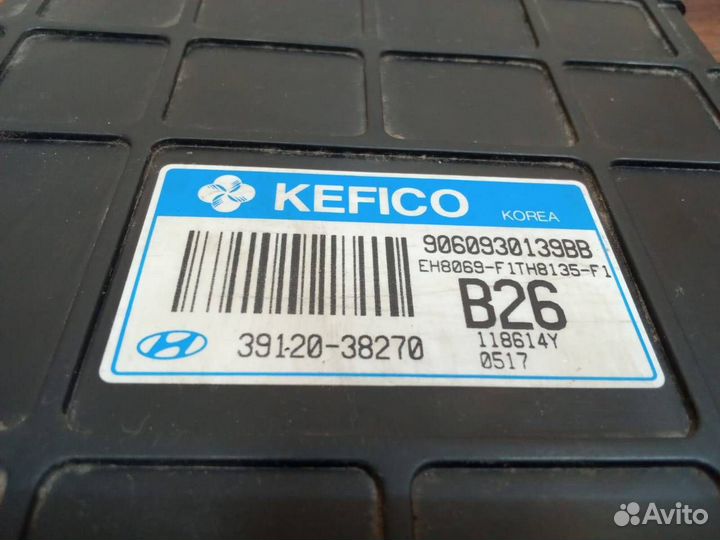 KEFICO
KOREA
9060930139BB
EH8069-F1TH8135-F1
B26
118614Y
0517
39120-38270
Avito